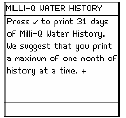 MILLI-Q WATER HISTORY
Press ✓ to print 31 days
of Milli-Q Water History.
We suggest that you print
a maximum of one month of
history at a time. +